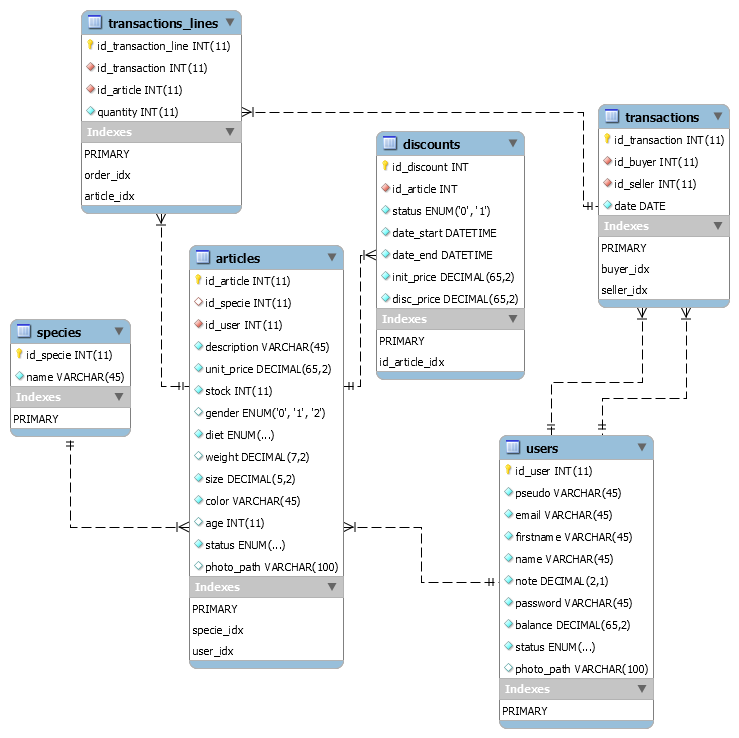 transactions_lines
id_transaction_line INT(11)
id_transaction INT(11)
id_article INT(11)
quantity INT(11)
Indexes
PRIMARY
order_idx
article_idx
discounts
id_discount INT
id_article INT
status ENUM('0', '1')
date_start DATETIME
date_end DATETIME
init_price DECIMAL(65,2)
disc_price DECIMAL(65,2)
Indexes
PRIMARY
id_article_idx
transactions
id_transaction INT(11)
id_buyer INT(11)
id_seller INT(11)
date DATE
Indexes
PRIMARY
buyer_idx
seller_idx
articles
id_article INT(11)
id_specie INT(11)
id_user INT(11)
description VARCHAR(45)
unit_price DECIMAL(65,2)
stock INT(11)
gender ENUM('0', '1', '2')
diet ENUM(...)
weight DECIMAL(7,2)
size DECIMAL(5,2)
color VARCHAR(45)
age INT(11)
status ENUM(...)
photo_path VARCHAR(100)
Indexes
PRIMARY
specie_idx
user_idx
species
id_specie INT(11)
name VARCHAR(45)
Indexes
PRIMARY
users
id_user INT(11)
pseudo VARCHAR(45)
email VARCHAR(45)
firstname VARCHAR(45)
name VARCHAR(45)
note DECIMAL(2,1)
password VARCHAR(45)
balance DECIMAL(65,2)
status ENUM(...)
photo_path VARCHAR(100)
Indexes
PRIMARY